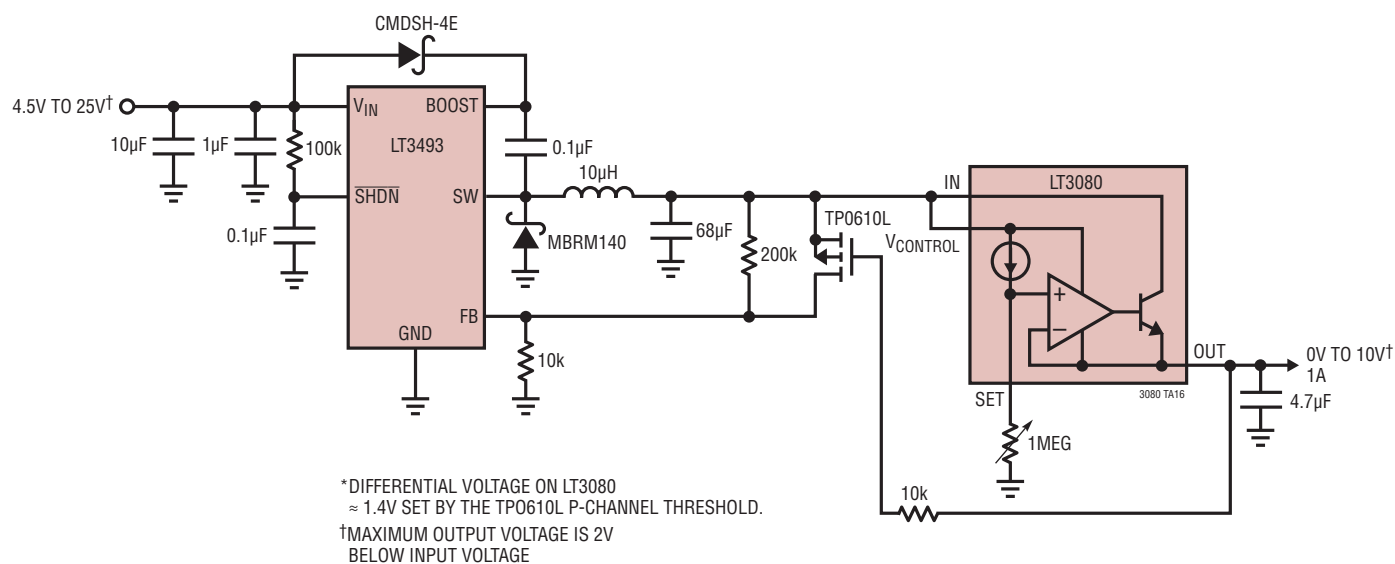 CMDSH-4E
4.5V TO 25V†
VIN
BOOST
LT3493
10µF
1µF
100k
0.1µF
10µH
SHDN
SW
IN
LT3080
0.1µF
MBRM140
68µF
200k
TP0610L
VCONTROL
FB
GND
10k
OUT
0V TO 10V†
1A
3080 TA16
4.7µF
SET
1MEG
10k
*DIFFERENTIAL VOLTAGE ON LT3080
≈ 1.4V SET BY THE TP0610L P-CHANNEL THRESHOLD.
†MAXIMUM OUTPUT VOLTAGE IS 2V
BELOW INPUT VOLTAGE